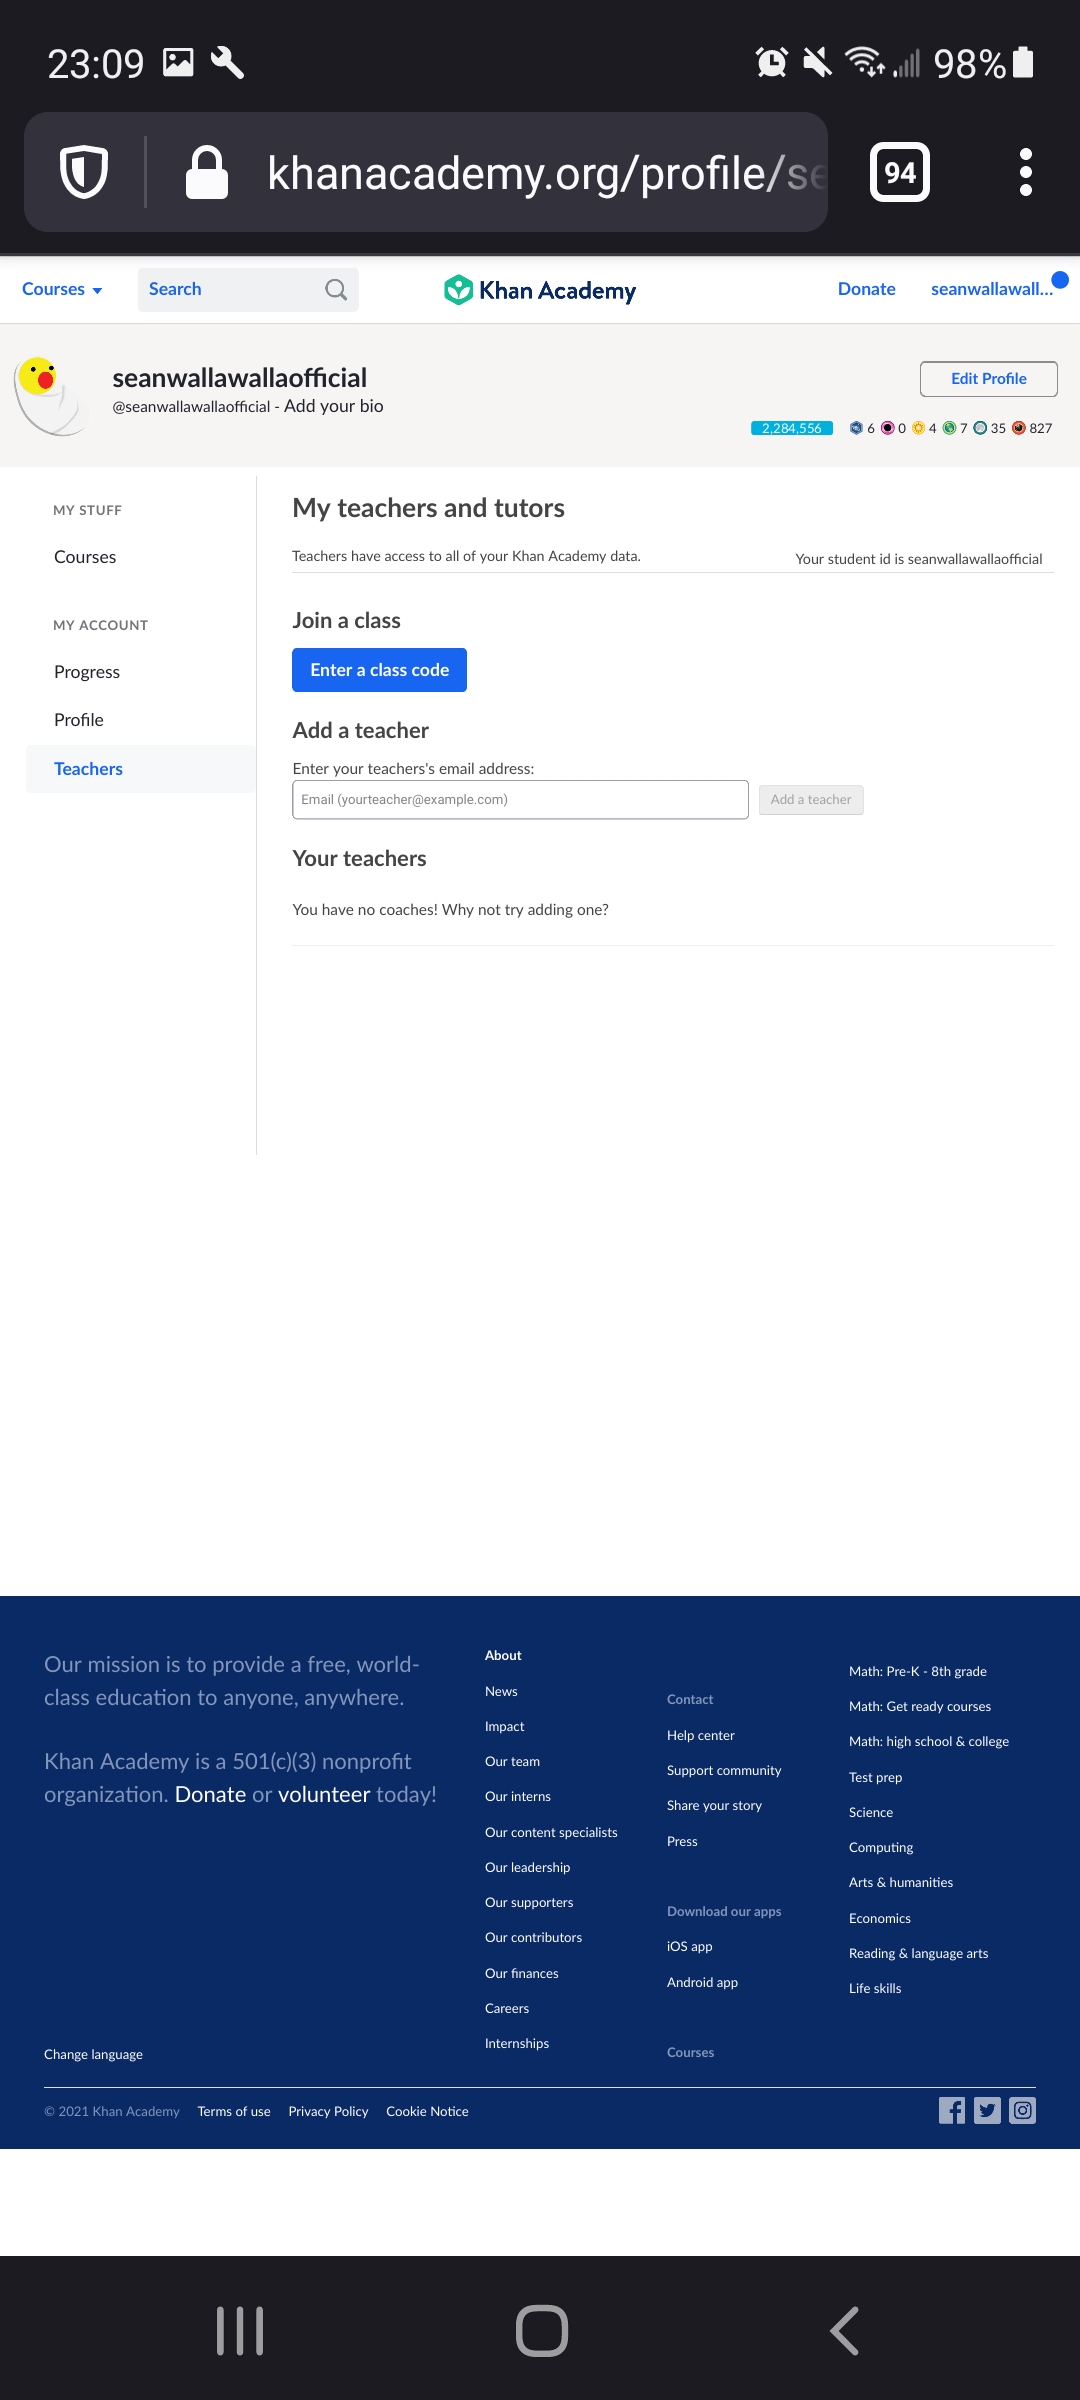 23:09
98%
khanacademy.org/profile/se
94
Courses
Search
Khan Academy
Donate
seanwallawall...
seanwallawallaofficial
@seanwallawallaofficial - Add your bio
Edit Profile
2,284,556
6
0
4
7
35
827
MY STUFF
Courses
MY ACCOUNT
Progress
Profile
Teachers
My teachers and tutors
Teachers have access to all of your Khan Academy data.
Your student id is seanwallawallaofficial
Join a class
Enter a class code
Add a teacher
Enter your teachers's email address:
Email (yourteacher@example.com)
Add a teacher
Your teachers
You have no coaches! Why not try adding one?
Our mission is to provide a free, world-
class education to anyone, anywhere.
Khan Academy is a 501(c)(3) nonprofit
organization. Donate or volunteer today!
About
News
Impact
Our team
Our interns
Our content specialists
Our leadership
Our supporters
Our contributors
Our finances
Careers
Internships
Contact
Help center
Support community
Share your story
Press
Download our apps
iOS app
Android app
Courses
Math: Pre-K - 8th grade
Math: Get ready courses
Math: high school & college
Test prep
Science
Computing
Arts & humanities
Economics
Reading & language arts
Life skills
Change language
© 2021 Khan Academy
Terms of use
Privacy Policy
Cookie Notice